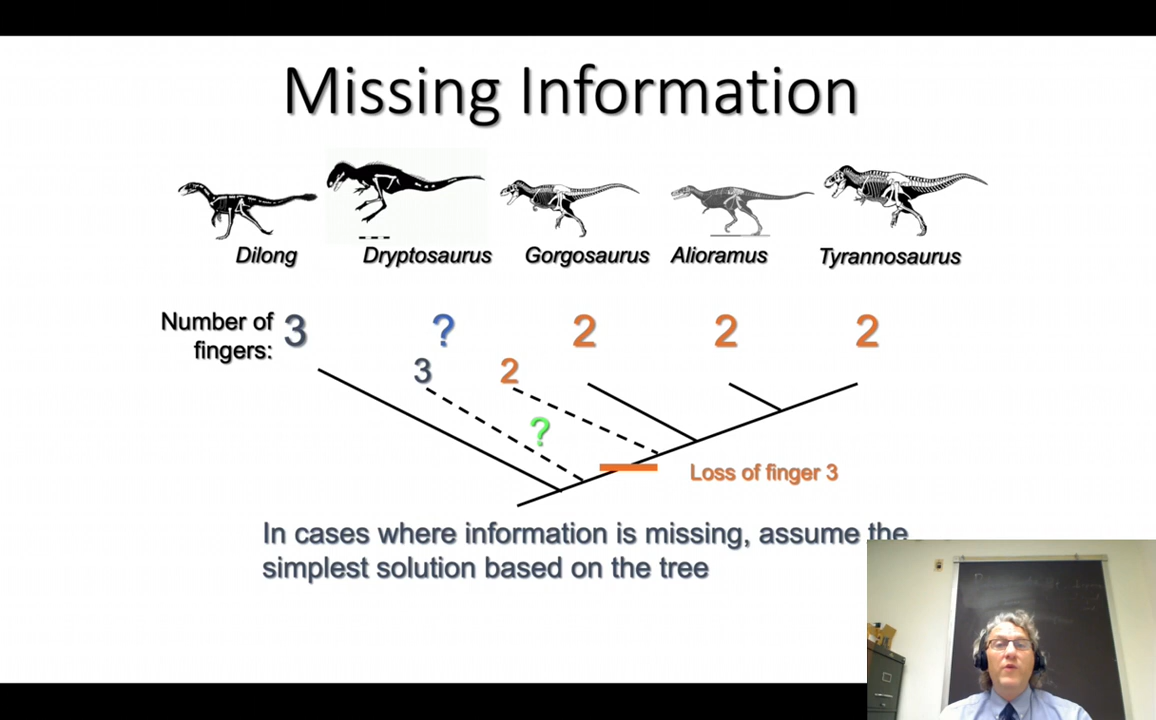 Missing Information
Dilong Dryptosaurus Gorgosaurus Alioramus Tyrannosaurus
Number of fingers: 3 ? 2 2 2
3 2
?
Loss of finger 3
In cases where information is missing, assume the
simplest solution based on the tree